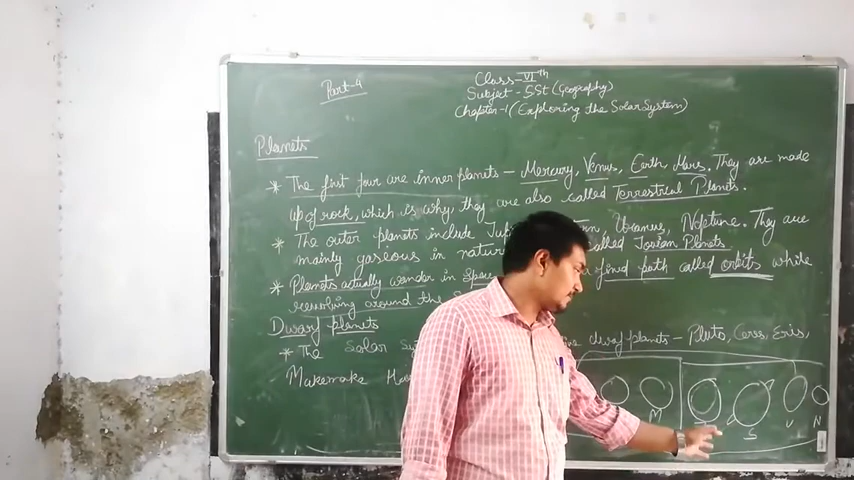 Part-4
Class-VIth
Subject - SSt (Geography)
Chapter-1 (Exploring the Solar System)
Planets
* The first four are inner planets - Mercury, Venus, Earth, Mars. They are made
up of rock, which is why, they are also called Terrestrial Planets.
* The outer planets include Uranus, Neptune. They are
mainly gaseous in nature called Jovian Planets
* Planets actually wander in space fixed path called orbits while
revolving around the
Dwarf planets
* The Solar dwarf planets - Pluto, Ceres, Eris,
Makemake
M S U N